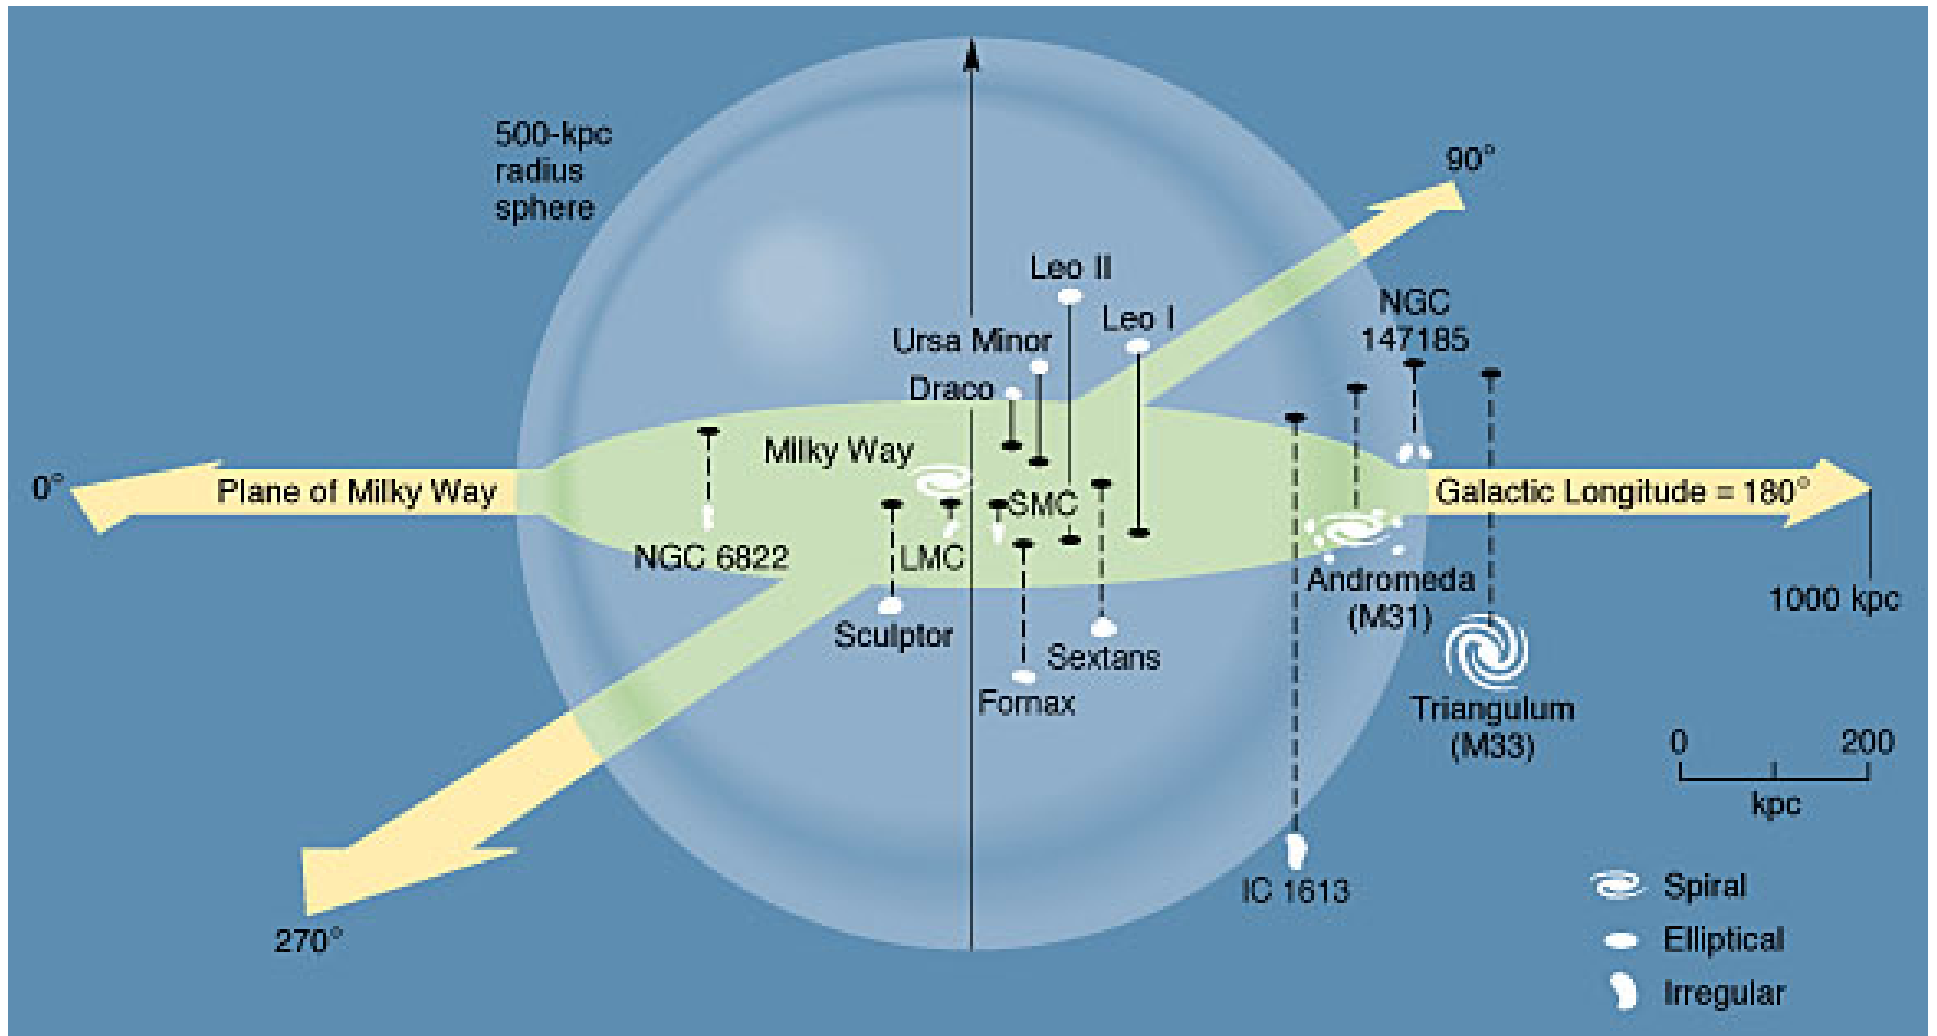 500-kpc
radius
sphere
90°
Leo II
Leo I
NGC
147185
Ursa Minor
Draco
Milky Way
0°
Plane of Milky Way
SMC
Galactic Longitude = 180°
NGC 6822
LMC
Andromeda
(M31)
1000 kpc
Sculptor
Sextans
Fornax
Triangulum
(M33)
0
200
kpc
IC 1613
270°
Spiral
Elliptical
Irregular